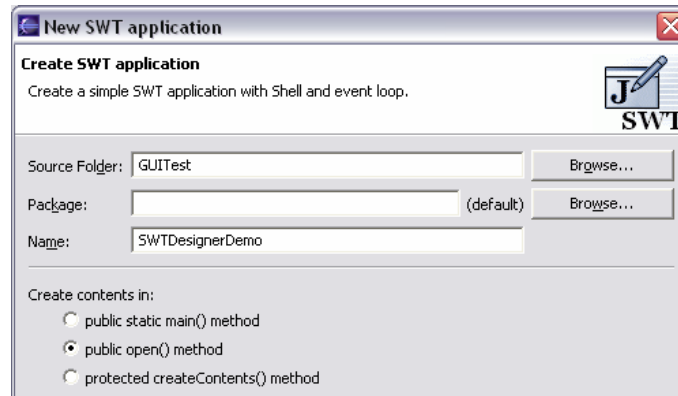 New SWT application
Create SWT application
Create a simple SWT application with Shell and event loop.
J
SWT
Source Folder: GUITest Browse...
Package: (default) Browse...
Name: SWTDesignerDemo
Create contents in:
public static main() method
public open() method
protected createContents() method